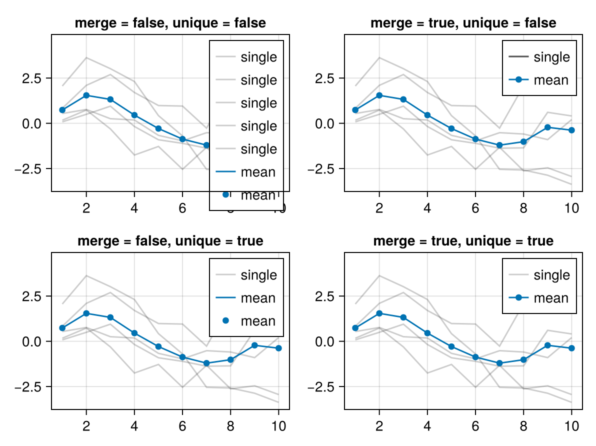 merge = false, unique = false
single
single
single
single
single
mean
mean
2.5
0.0
−2.5
2 4 6 8 10
merge = true, unique = false
single
mean
2.5
0.0
−2.5
2 4 6 8 10
merge = false, unique = true
single
mean
mean
2.5
0.0
−2.5
2 4 6 8 10
merge = true, unique = true
single
mean
2.5
0.0
−2.5
2 4 6 8 10